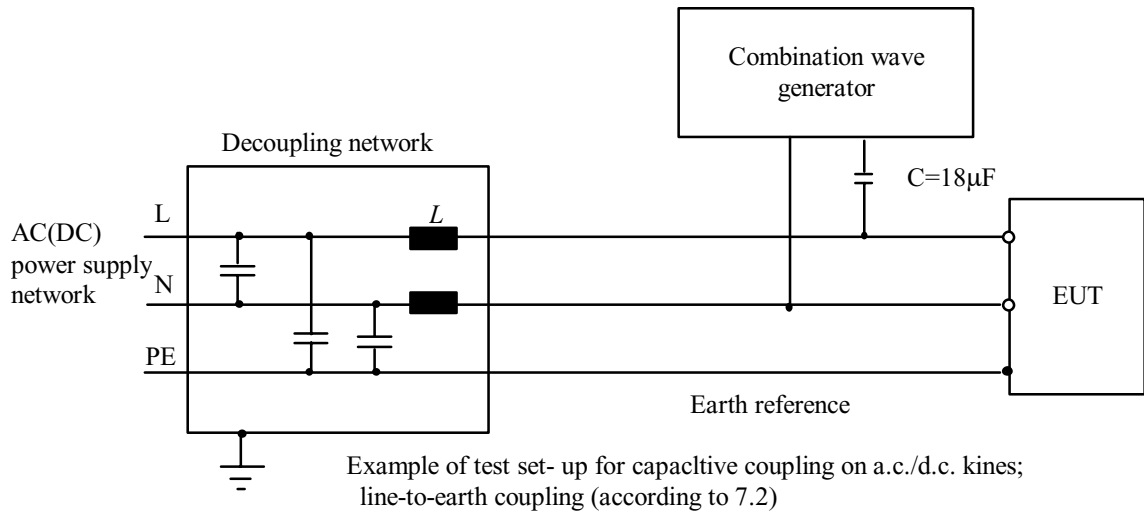 Combination wave
generator
Decoupling network
C=18μF
L
L
AC(DC)
power supply
network
N
EUT
PE
Earth reference
Example of test set- up for capacltive coupling on a.c./d.c. kines;
line-to-earth coupling (according to 7.2)